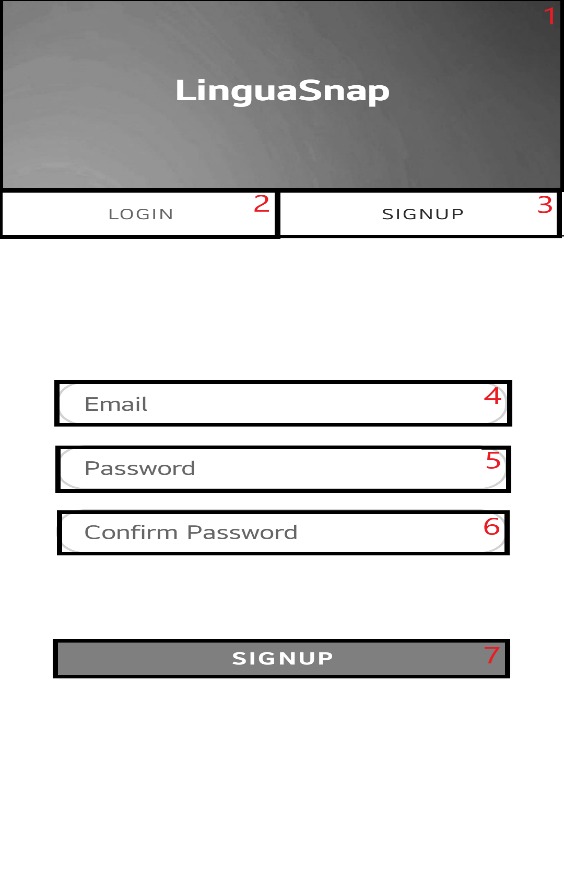 1
LinguaSnap
LOGIN 2 SIGNUP 3
Email 4
Password 5
Confirm Password 6
SIGNUP 7